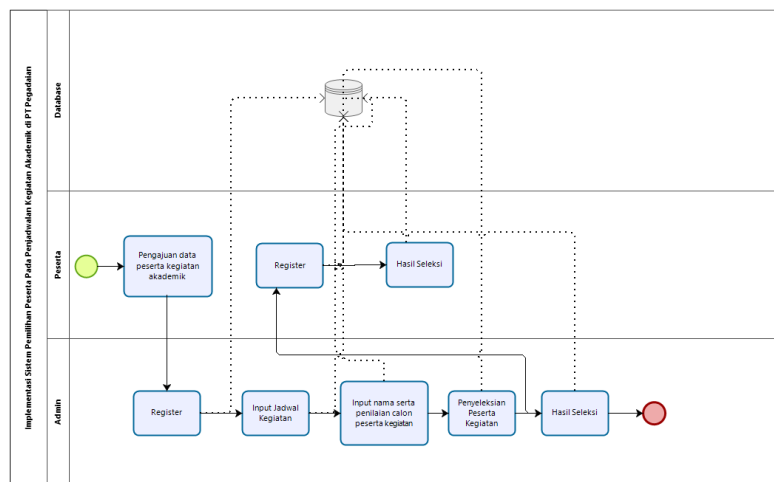 Implementasi Sistem Pemilihan Peserta Pada Penjadwalan Kegiatan Akademik di PT Pegadaian
Database
Peserta
Pengajuan data
peserta kegiatan
akademik
Register
Hasil Seleksi
Admin
Register
Input Jadwal
Kegiatan
Input nama serta
penilaian calon
peserta kegiatan
Penyeleksian
Peserta
Kegiatan
Hasil Seleksi